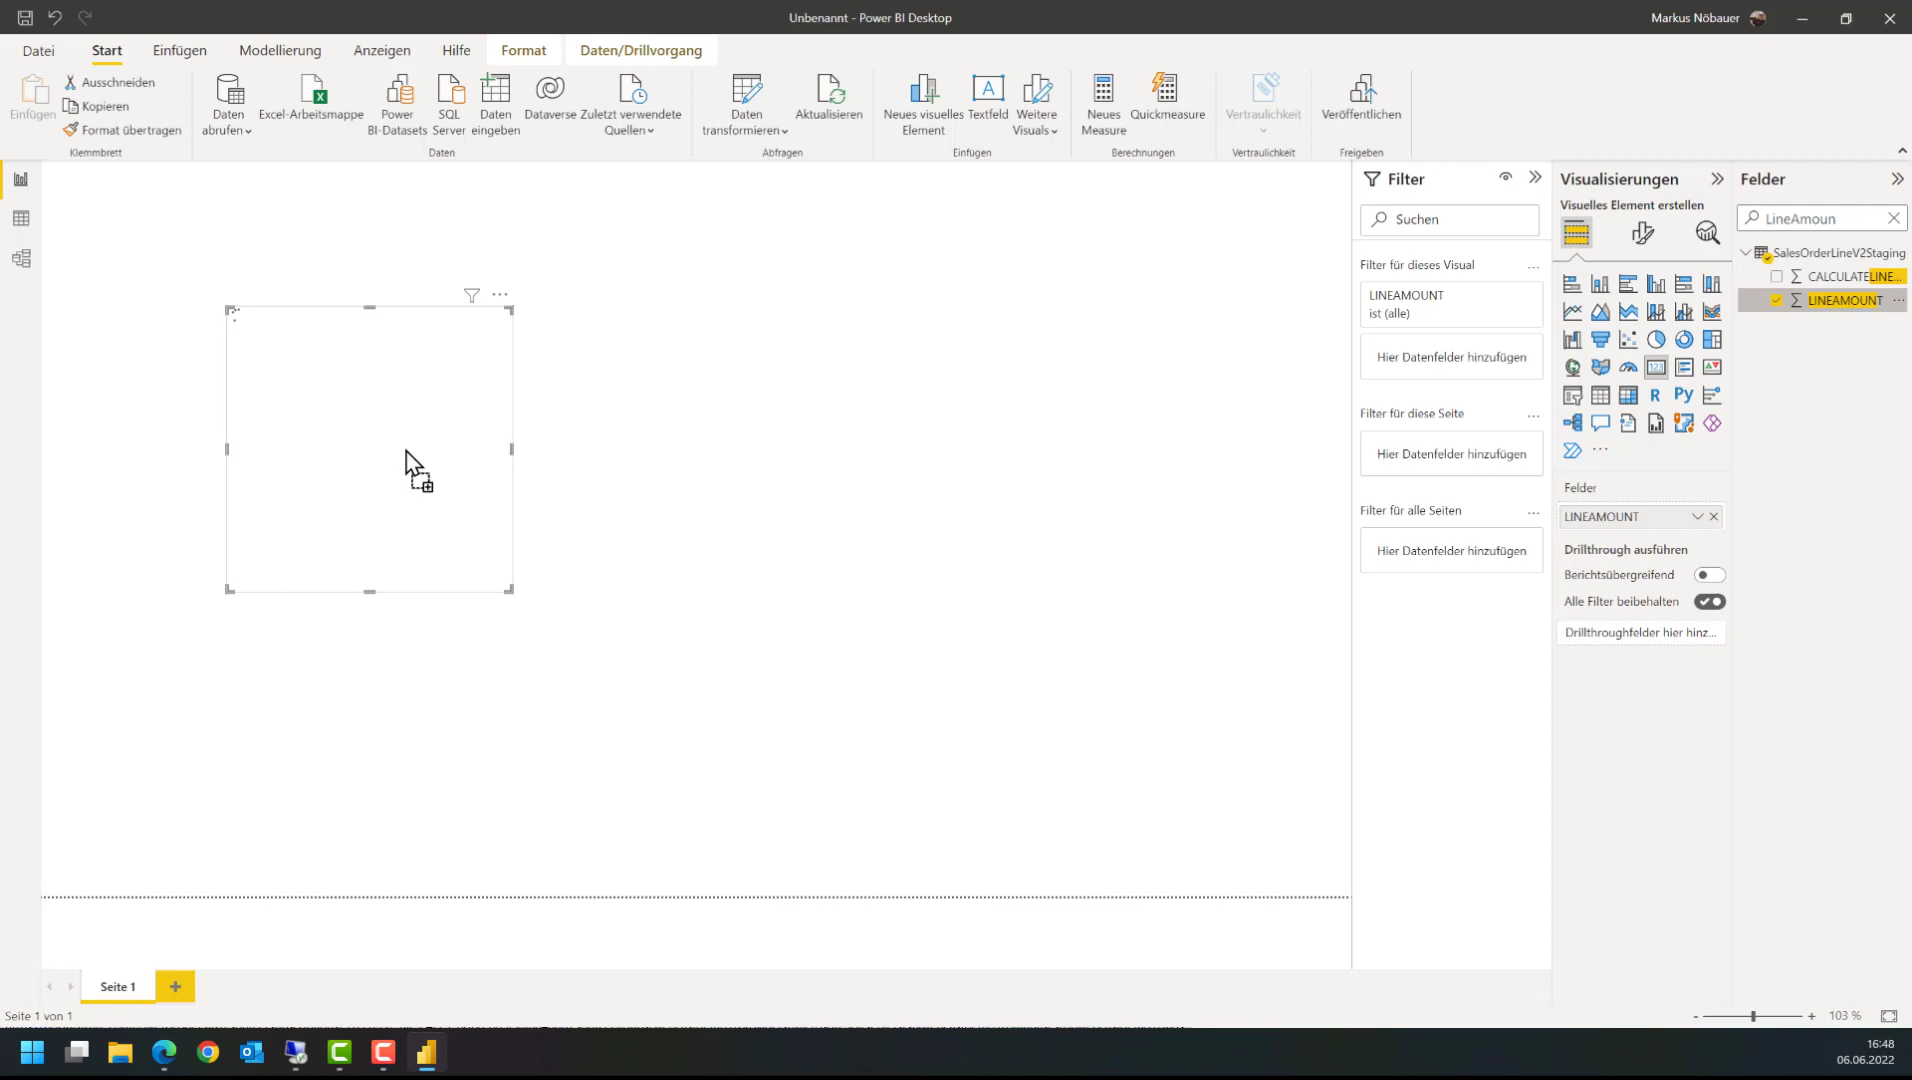 Unbenannt - Power BI Desktop
Markus Nöbauer
Datei
Start
Einfügen
Modellierung
Anzeigen
Hilfe
Format
Daten/Drillvorgang
Einfügen
Ausschneiden
Kopieren
Format übertragen
Klemmbrett
Daten
abrufen
Excel-Arbeitsmappe
Power
BI-Datasets
SQL
Server
Daten
eingeben
Dataverse
Zuletzt verwendete
Quellen
Daten
Daten
transformieren
Aktualisieren
Abfragen
Neues visuelles
Element
Textfeld
Weitere
Visuals
Einfügen
Neues
Measure
Quickmeasure
Berechnungen
Vertraulichkeit
Vertraulichkeit
Veröffentlichen
Freigeben
Filter
Suchen
Filter für dieses Visual
LINEAMOUNT
ist (alle)
Hier Datenfelder hinzufügen
Filter für diese Seite
Hier Datenfelder hinzufügen
Filter für alle Seiten
Hier Datenfelder hinzufügen
Visualisierungen
Visuelles Element erstellen
123
R
Py
Felder
LINEAMOUNT
Drillthrough ausführen
Berichtsübergreifend
Alle Filter beibehalten
Drillthroughfelder hier hinz...
Felder
LineAmoun
SalesOrderLineV2Staging
CALCULATELINE...
LINEAMOUNT
Seite 1
Seite 1 von 1
103 %
16:48
06.06.2022